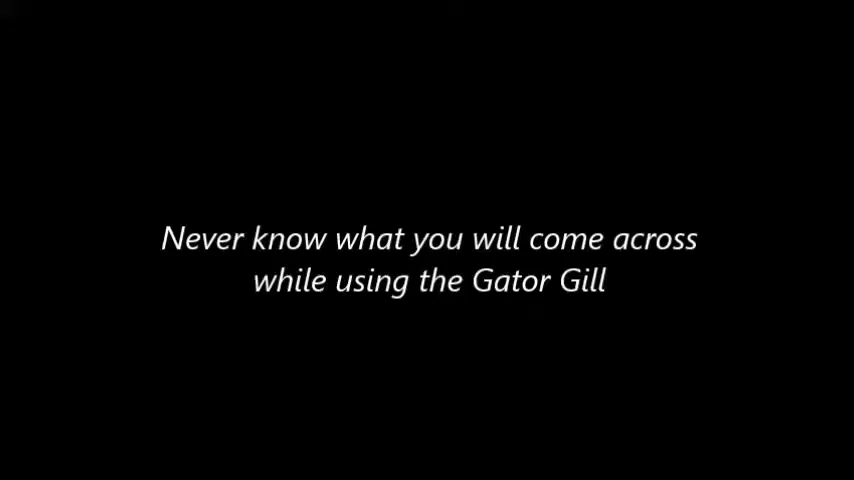 Never know what you will come across
while using the Gator Gill